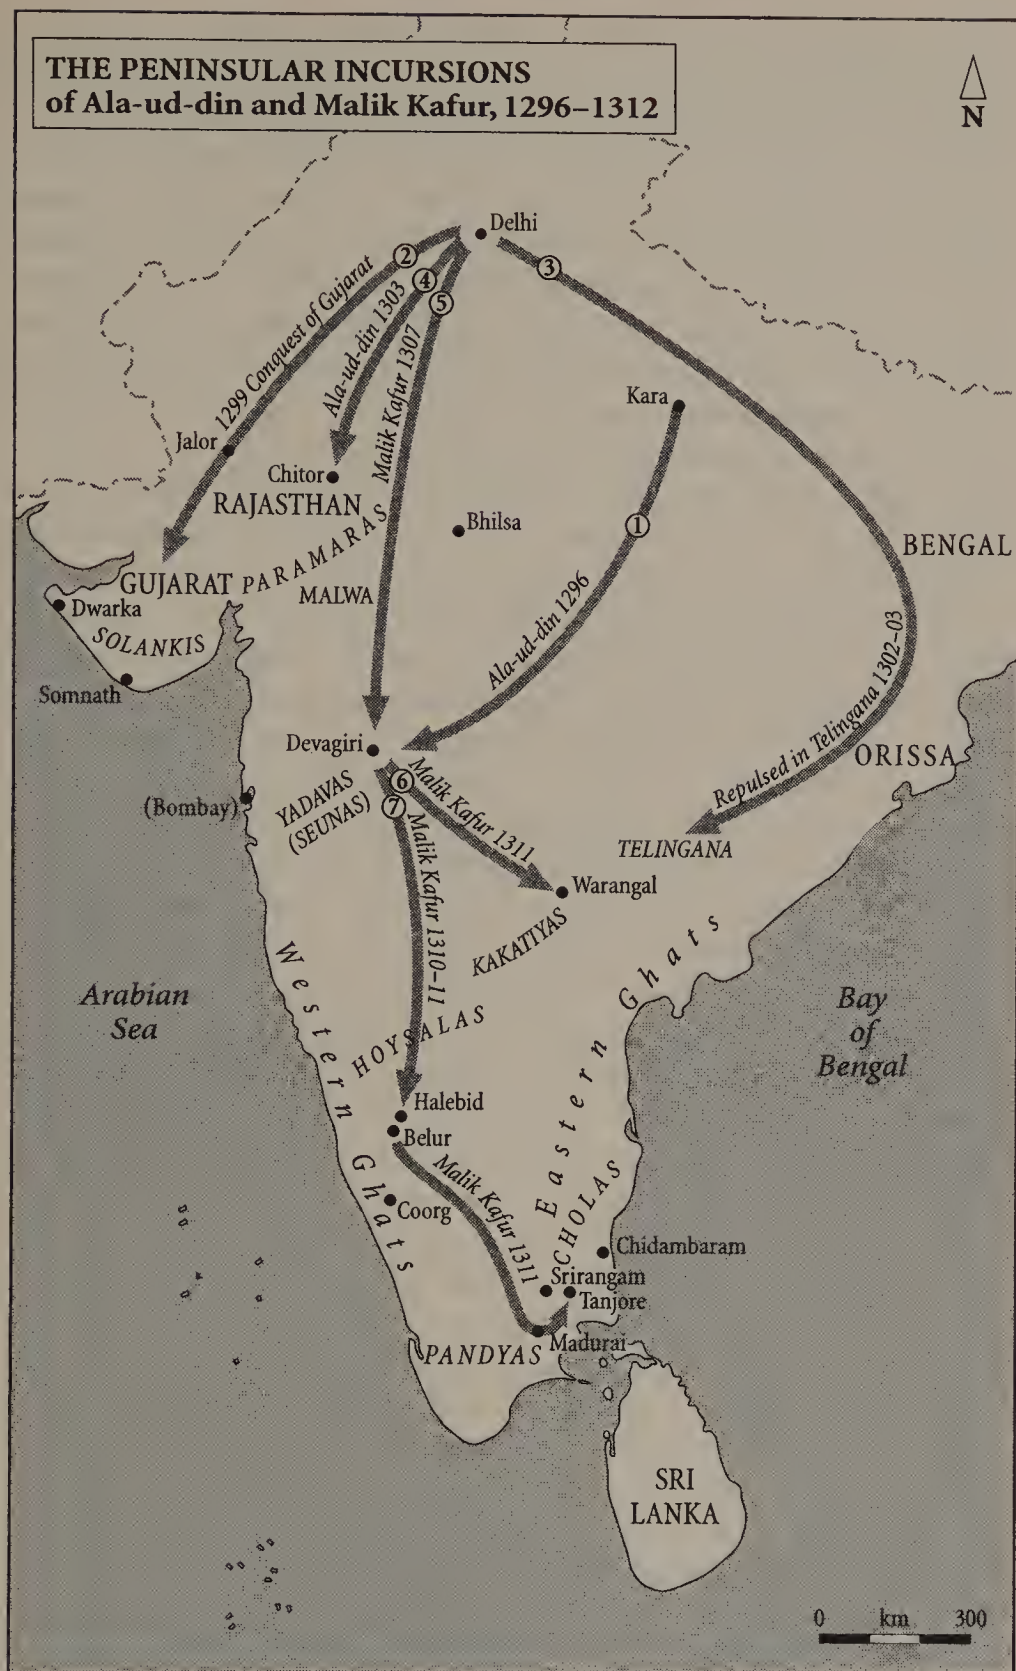 THE PENINSULAR INCURSIONS
of Ala-ud-din and Malik Kafur, 1296–1312
N
Delhi
2
3
4
5
1299 Conquest of Gujarat
Ala-ud-din 1303
Malik Kafur 1307
Kara
Jalor
Chitor
RAJASTHAN
Bhilsa
1
BENGAL
GUJARAT
PARAMARAS
MALWA
Dwarka
SOLANKIS
Ala-ud-din 1296
Somnath
Repulsed in Telingana 1302–03
Devagiri
ORISSA
6
7
Malik Kafur 1311
YADAVAS
(SEUNAS)
(Bombay)
Malik Kafur 1310–11
TELINGANA
Warangal
KAKATIYAS
Western Ghats
Eastern Ghats
Arabian
Sea
Bay
of
Bengal
HOYSALAS
Halebid
Belur
Malik Kafur 1311
Coorg
CHOLAS
Chidambaram
Srirangam
Tanjore
Madurai
PANDYAS
SRI
LANKA
0 km 300